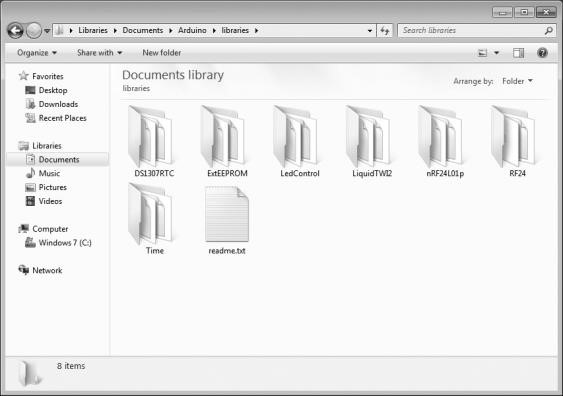 Libraries ▸ Documents ▸ Arduino ▸ libraries ▸
Search libraries
Organize ▾ Share with ▾ New folder
Favorites
Desktop
Downloads
Recent Places
Libraries
Documents
Music
Pictures
Videos
Computer
Windows 7 (C:)
Network
Documents library
libraries
Arrange by: Folder ▾
DS1307RTC ExtEEPROM LedControl LiquidTWI2 nRF24L01p RF24
Time readme.txt
8 items